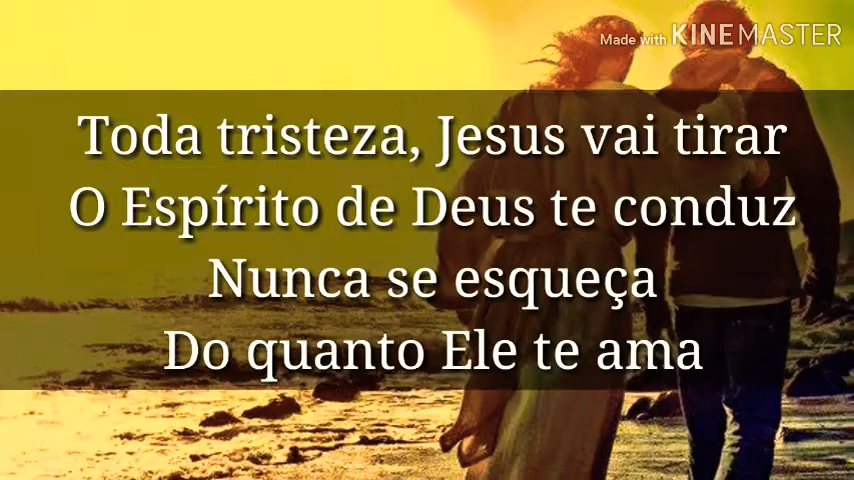 Made with KINEMASTER
Toda tristeza, Jesus vai tirar
O Espírito de Deus te conduz
Nunca se esqueça
Do quanto Ele te ama